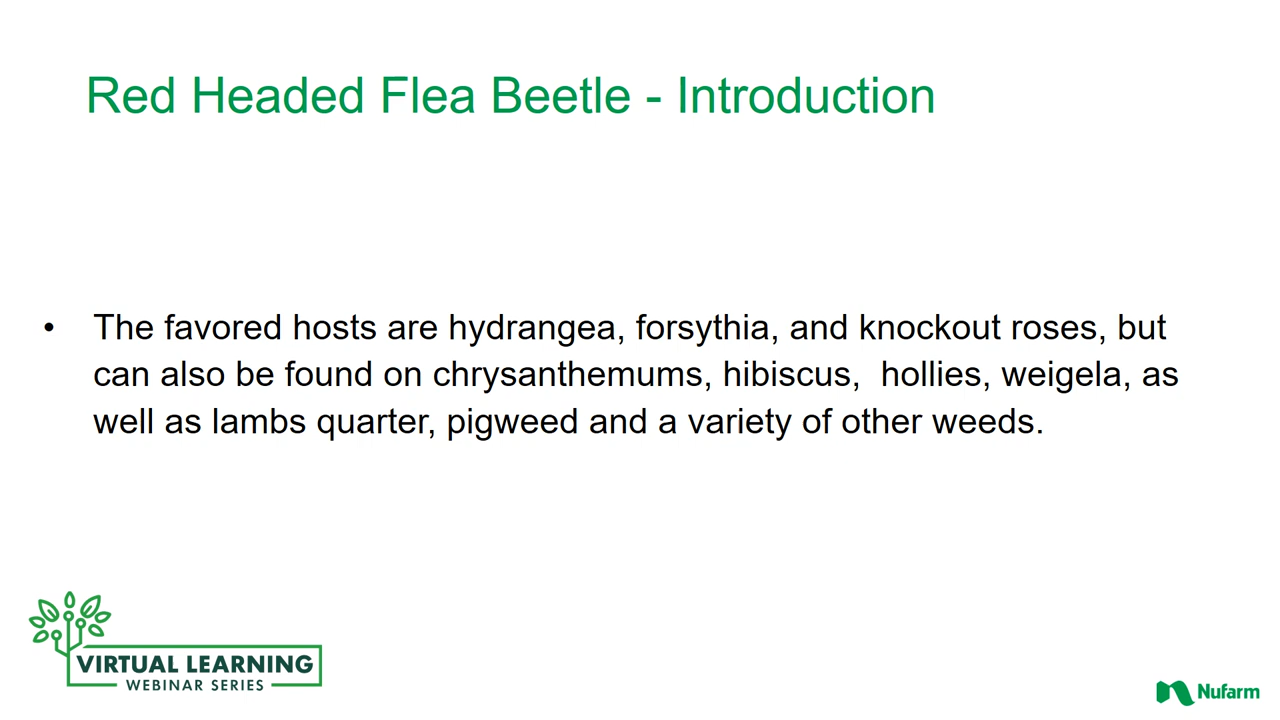 Red Headed Flea Beetle - Introduction
• The favored hosts are hydrangea, forsythia, and knockout roses, but
can also be found on chrysanthemums, hibiscus,  hollies, weigela, as
well as lambs quarter, pigweed and a variety of other weeds.
VIRTUAL LEARNING
WEBINAR SERIES
Nufarm